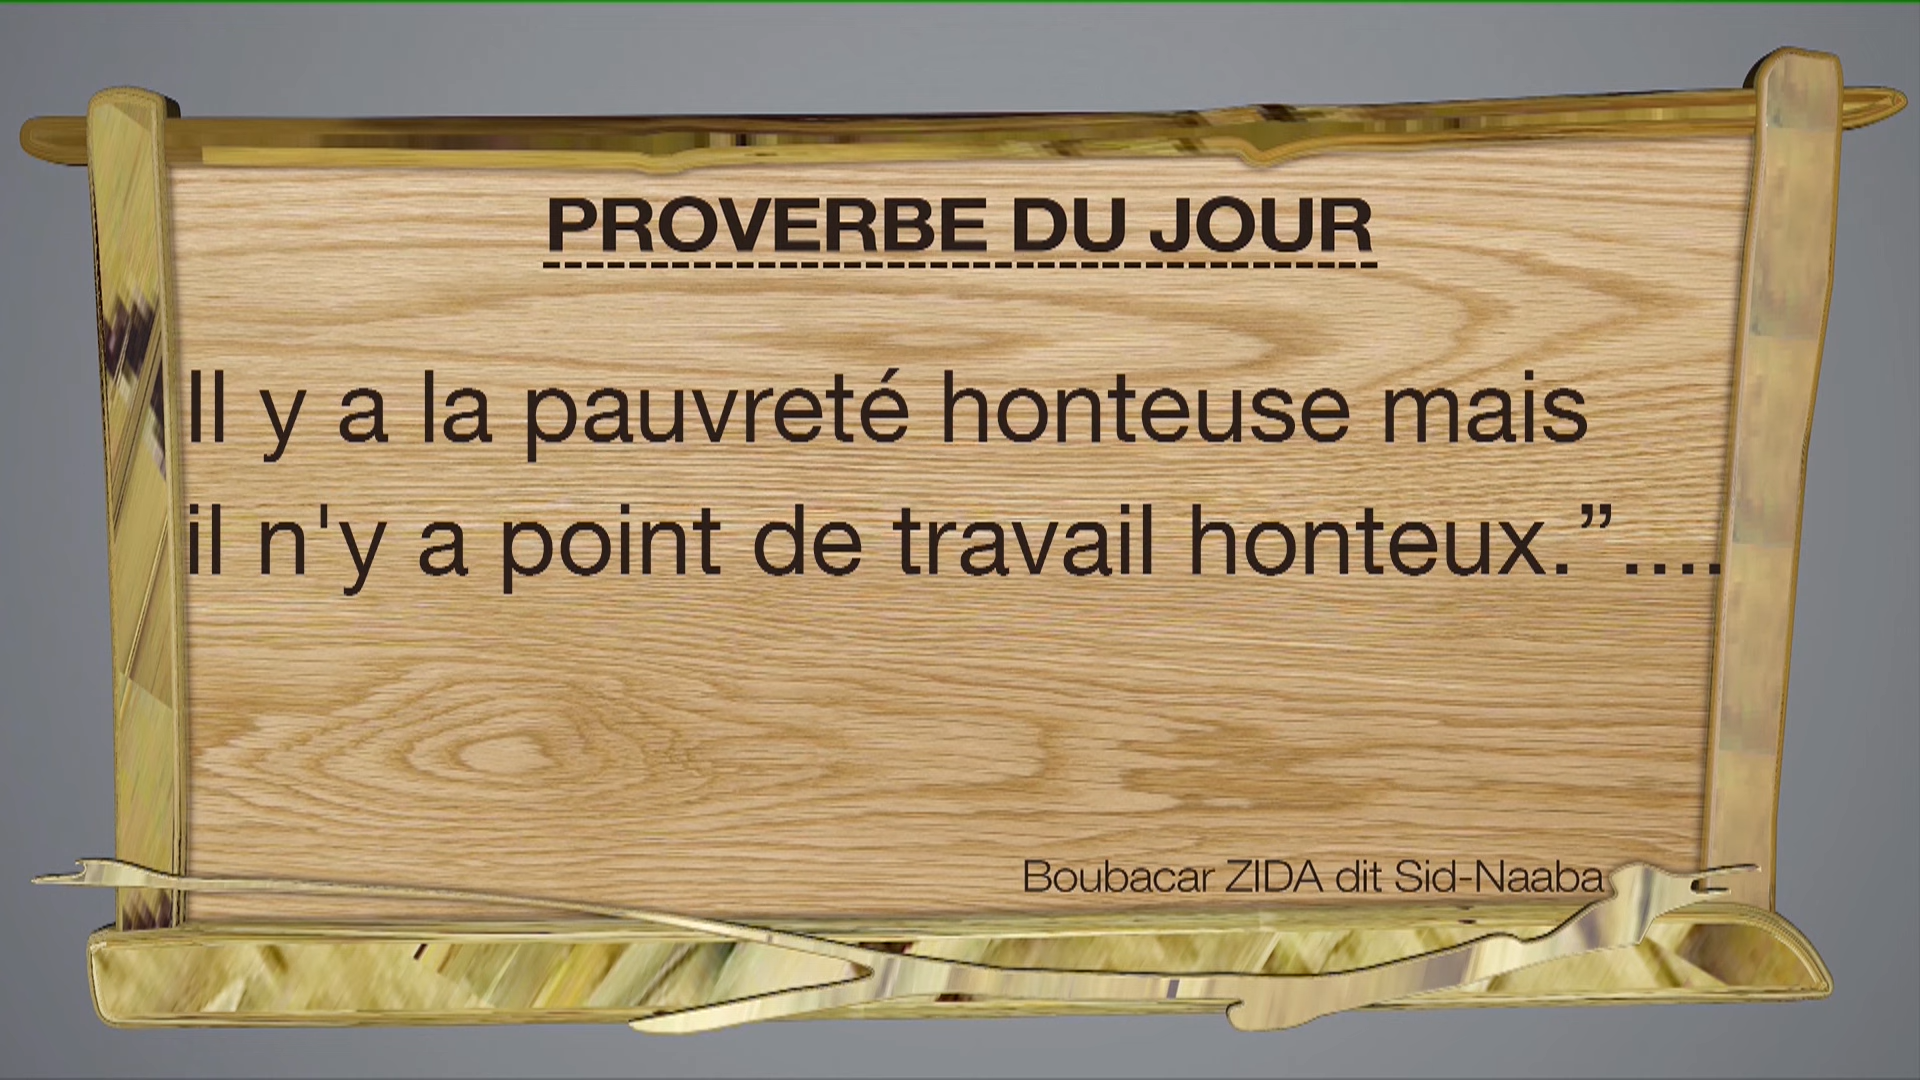 PROVERBE DU JOUR
Il y a la pauvreté honteuse mais
il n'y a point de travail honteux.”....
Boubacar ZIDA dit Sid-Naaba